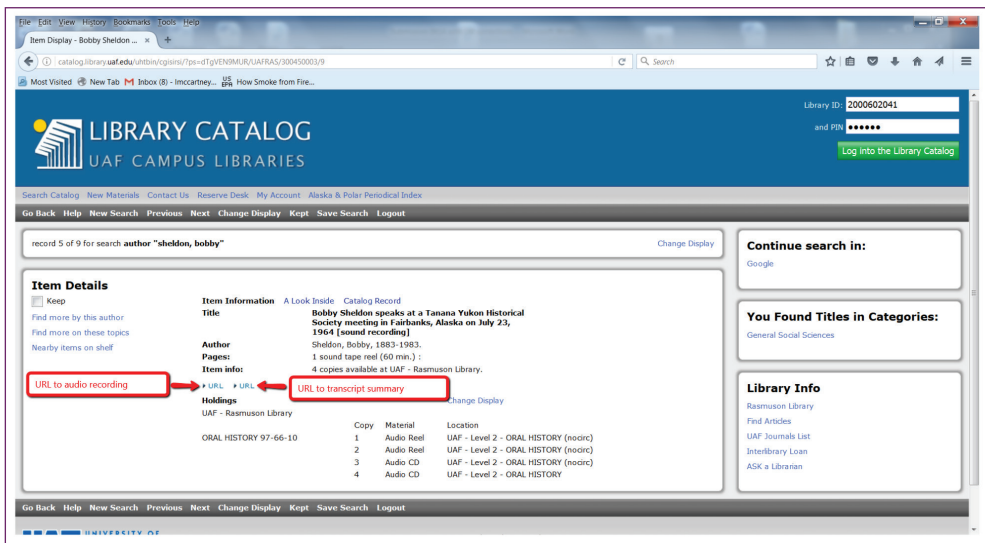 File Edit View History Bookmarks Tools Help
Item Display - Bobby Sheldon ... × +
catalog.library.uaf.edu/uhtbin/cgisirsi/?ps=dTgVEN9MUR/UAFRAS/300450003/9
Search
Most Visited New Tab Inbox (8) - lmccartney... US EPA How Smoke from Fire...
Library ID: 2000602041
and PIN ●●●●●●
Log into the Library Catalog
LIBRARY CATALOG
UAF CAMPUS LIBRARIES
Search Catalog New Materials Contact Us Reserve Desk My Account Alaska & Polar Periodical Index
Go Back Help New Search Previous Next Change Display Kept Save Search Logout
record 5 of 9 for search author "sheldon, bobby"
Change Display
Item Details
Keep
Find more by this author
Find more on these topics
Nearby items on shelf
Item Information A Look Inside Catalog Record
Title Bobby Sheldon speaks at a Tanana Yukon Historical
Society meeting in Fairbanks, Alaska on July 23,
1964 [sound recording]
Author Sheldon, Bobby, 1883-1983.
Pages: 1 sound tape reel (60 min.) :
Item info: 4 copies available at UAF - Rasmuson Library.
URL to audio recording
URL URL
URL to transcript summary
Holdings Change Display
UAF - Rasmuson Library
Copy Material Location
ORAL HISTORY 97-66-10 1 Audio Reel UAF - Level 2 - ORAL HISTORY (nocirc)
2 Audio Reel UAF - Level 2 - ORAL HISTORY (nocirc)
3 Audio CD UAF - Level 2 - ORAL HISTORY (nocirc)
4 Audio CD UAF - Level 2 - ORAL HISTORY
Continue search in:
Google
You Found Titles in Categories:
General Social Sciences
Library Info
Rasmuson Library
Find Articles
UAF Journals List
Interlibrary Loan
ASK a Librarian
Go Back Help New Search Previous Next Change Display Kept Save Search Logout
UNIVERSITY OF